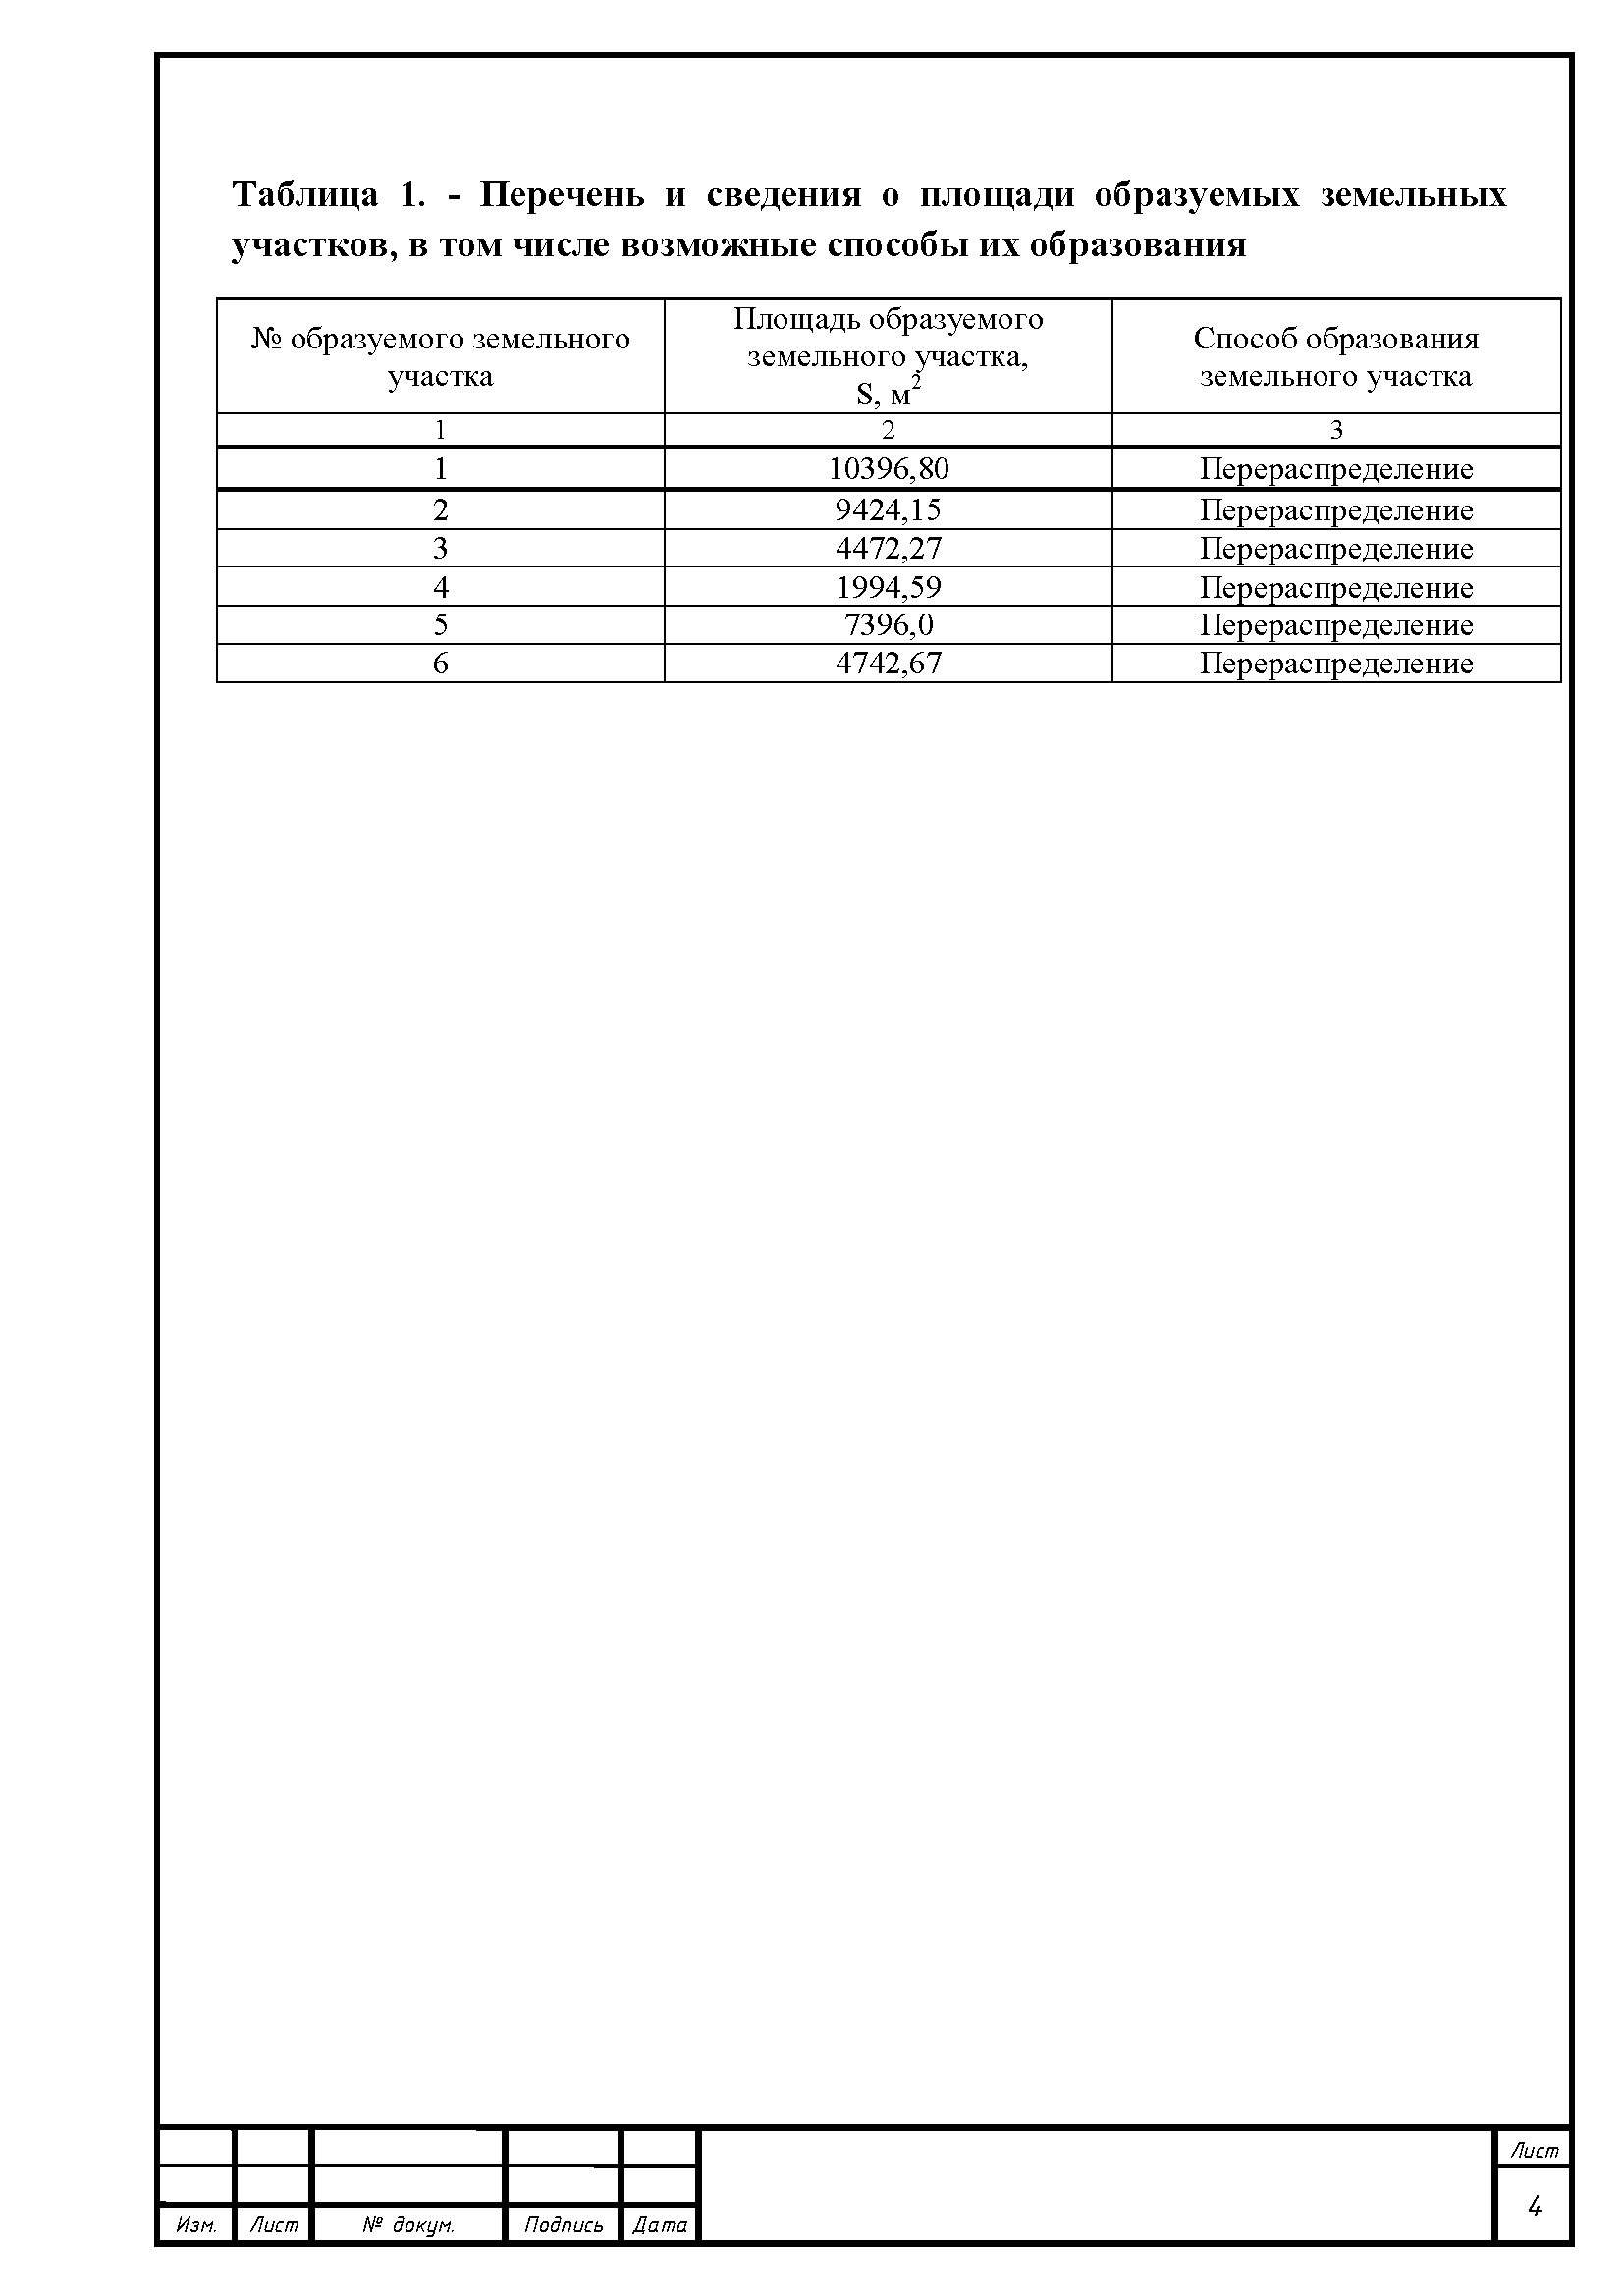 Таблица 1. - Перечень и сведения о площади образуемых земельных
участков, в том числе возможные способы их образования
№ образуемого земельного
участка
Площадь образуемого
земельного участка,
S, м²
Способ образования
земельного участка
1 2 3
1 10396,80 Перераспределение
2 9424,15 Перераспределение
3 4472,27 Перераспределение
4 1994,59 Перераспределение
5 7396,0 Перераспределение
6 4742,67 Перераспределение
Лист
4
Изм. Лист № докум. Подпись Дата